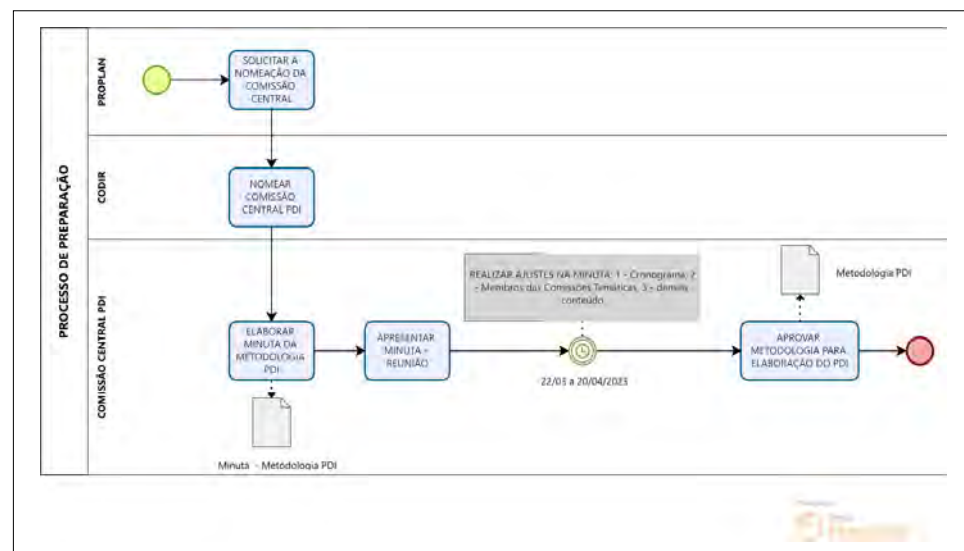 PROCESSO DE PREPARAÇÃO
PROPLAN
SOLICITAR A
NOMEAÇÃO DA
COMISSÃO
CENTRAL
CODIR
NOMEAR
COMISSÃO
CENTRAL PDI
COMISSÃO CENTRAL PDI
ELABORAR
MINUTA DA
METODOLOGIA
PDI
Minuta - Metodologia PDI
APRESENTAR
MINUTA -
REUNIÃO
REALIZAR AJUSTES NA MINUTA: 1 - Cronograma; 2
- Membros das Comissões Temáticas; 3 - demais
conteúdo.
22/03 a 20/04/2023
Metodologia PDI
APROVAR
METODOLOGIA PARA
ELABORAÇÃO DO PDI